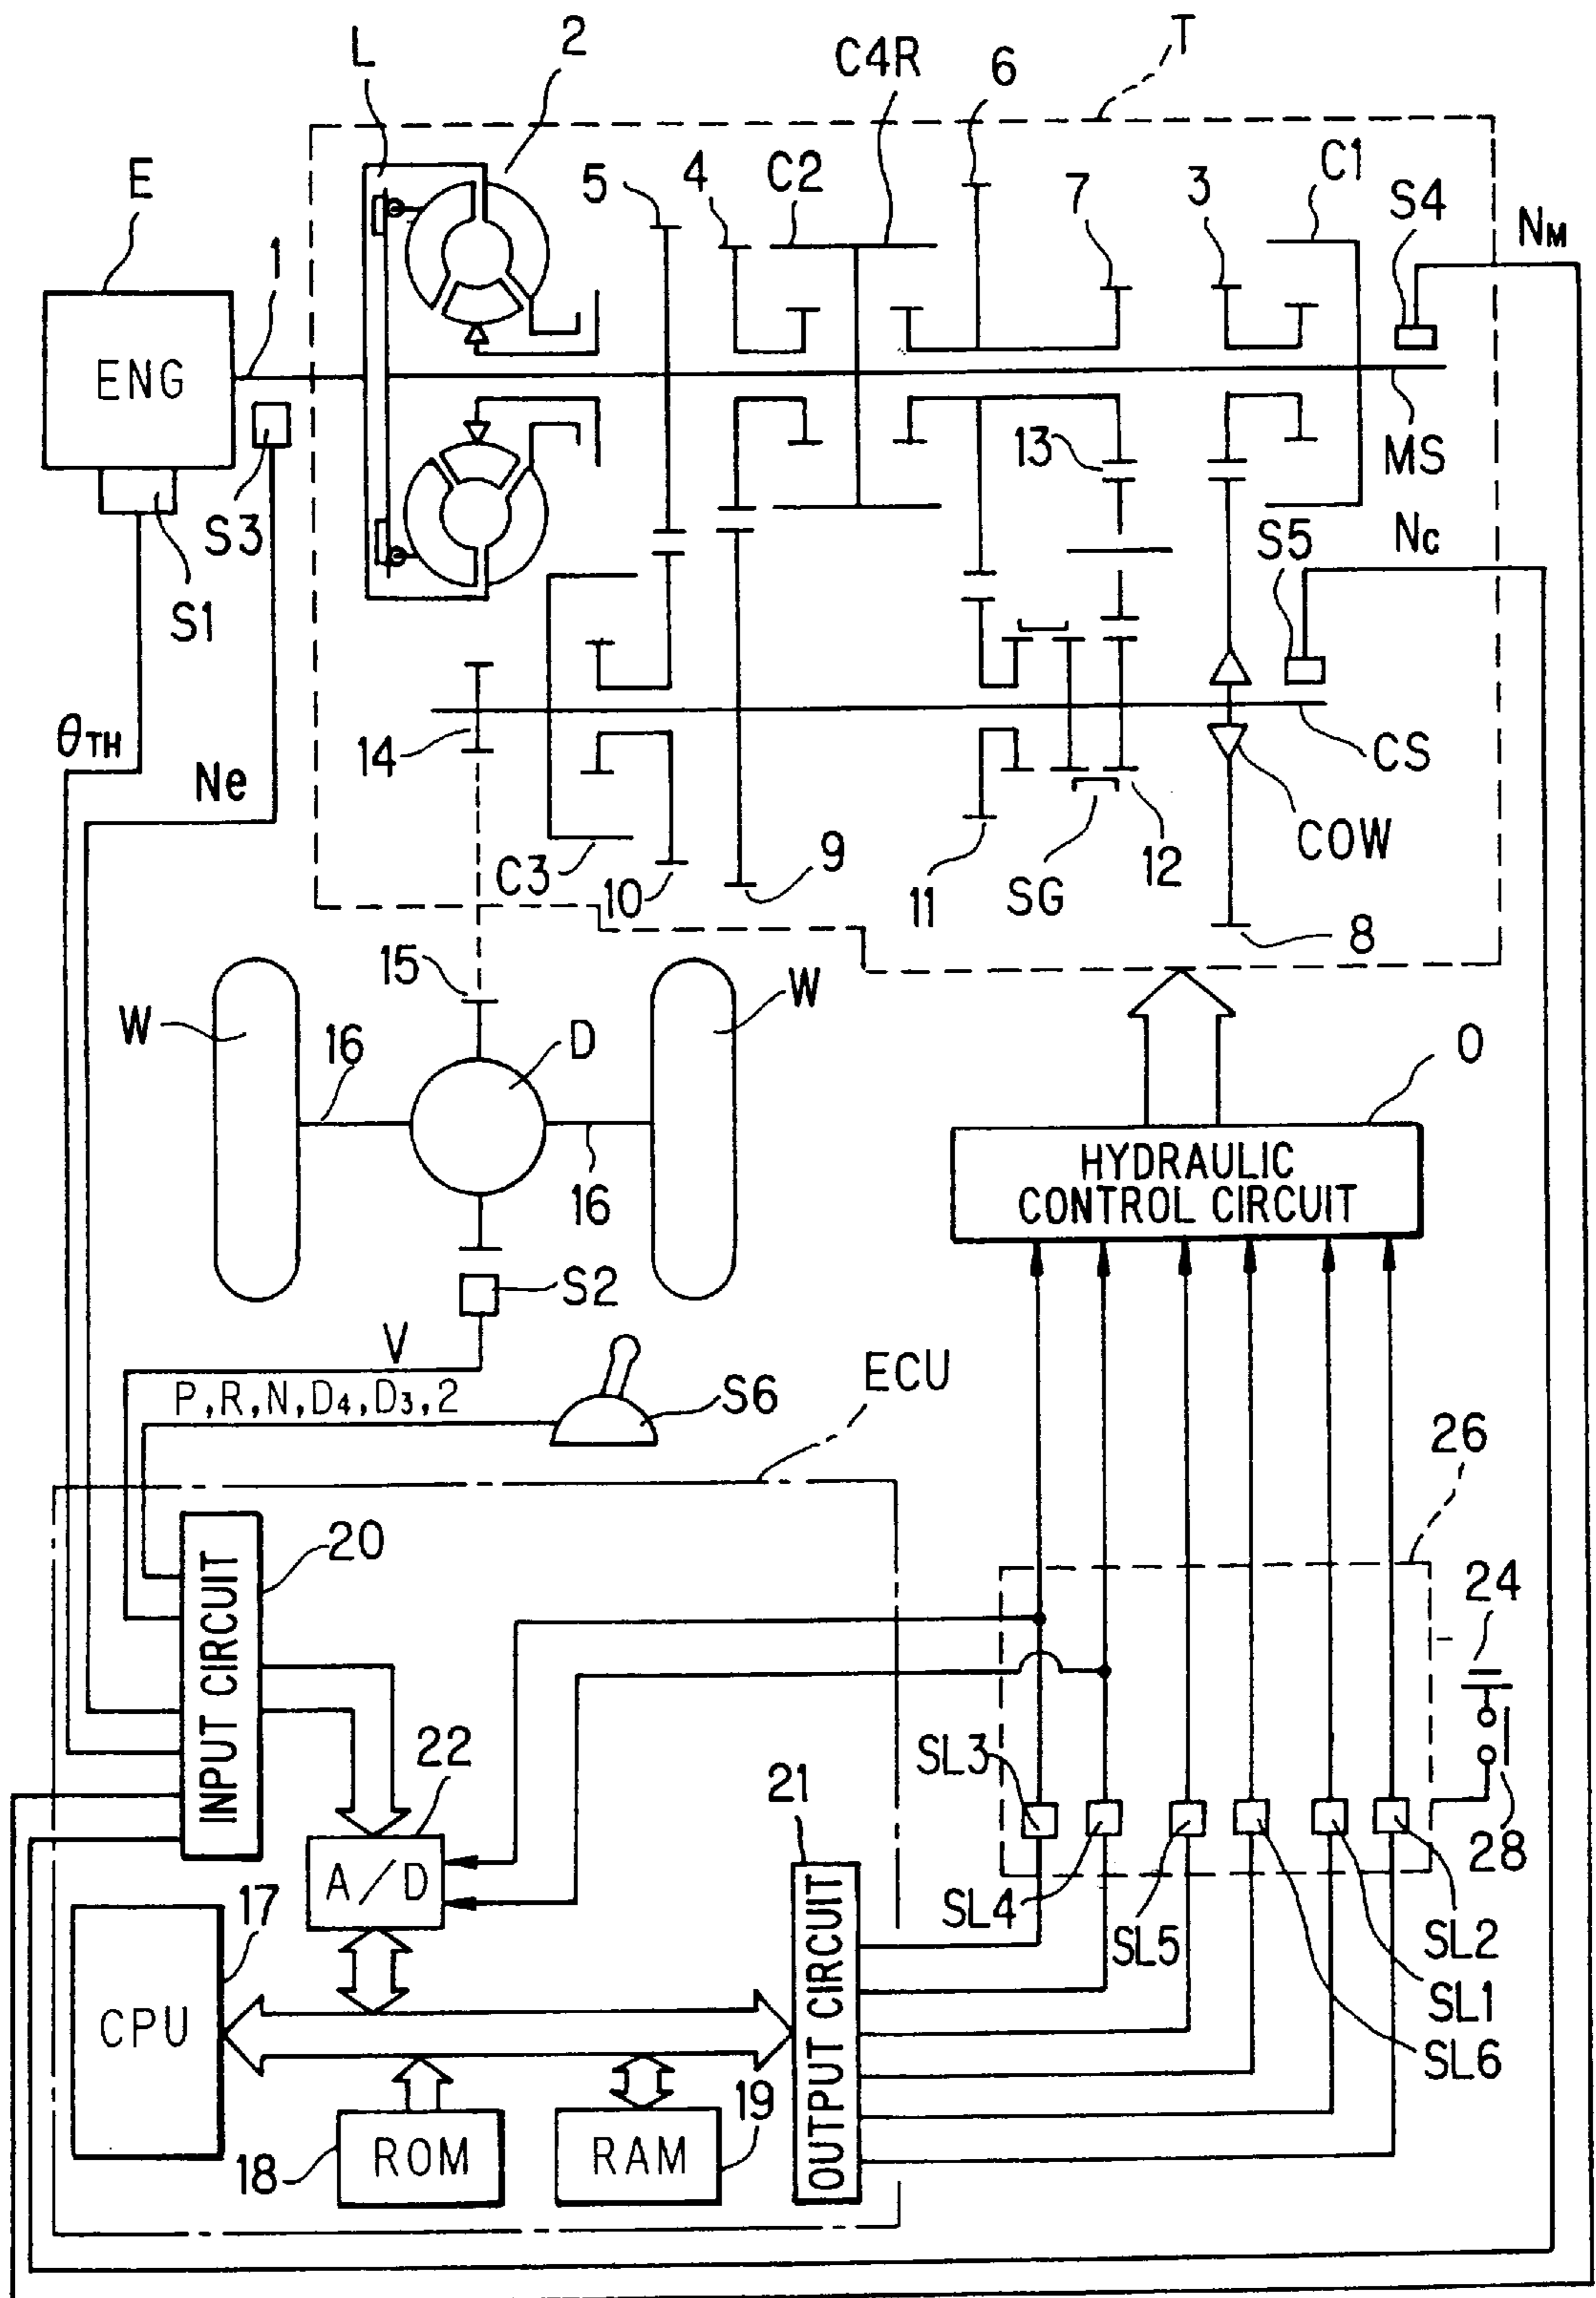 L
2
C4R
6
T
E
5
4
C2
7
3
C1
S4
NM
1
ENG
13
MS
S3
S5
NC
S1
θTH
Ne
14
CS
C3
10
9
11
SG
12
COW
8
15
W
W
16
D
O
16
HYDRAULIC
CONTROL CIRCUIT
S2
V
P,R,N,D4,D3,2
S6
ECU
26
20
24
INPUT CIRCUIT
22
SL3
21
28
A/D
SL4
SL5
SL2
17
SL1
CPU
OUTPUT CIRCUIT
SL6
18
ROM
RAM
19